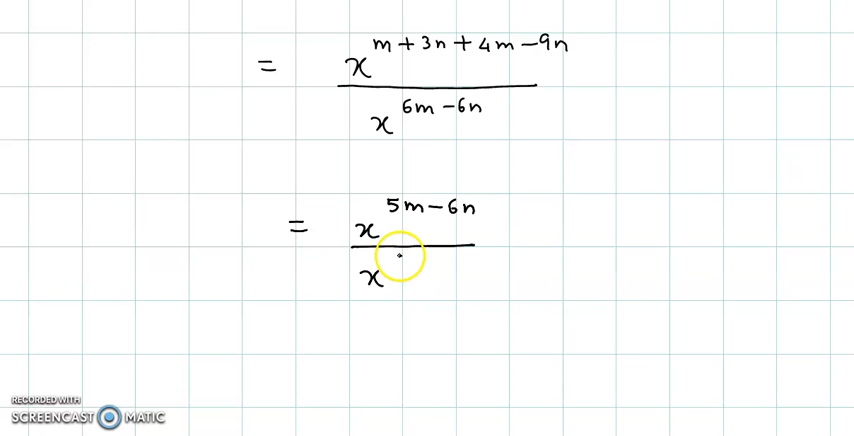 = x^(m + 3n + 4m - 9n)
x^(6m - 6n)
= x^(5m - 6n)
x
RECORDED WITH
SCREENCAST MATIC